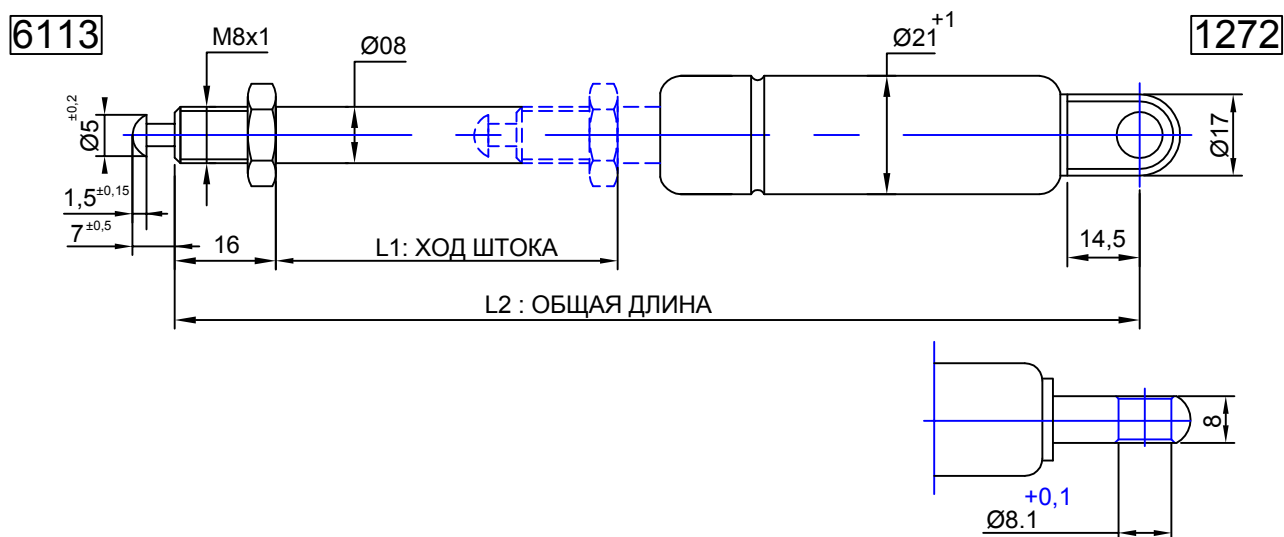 6113
M8x1
Ø08
Ø21 +1
1272
Ø5 ±0,2
Ø17
1,5 ±0,15
7 ±0,5
16
L1: ХОД ШТОКА
14,5
L2 : ОБЩАЯ ДЛИНА
8
+0,1
Ø8.1